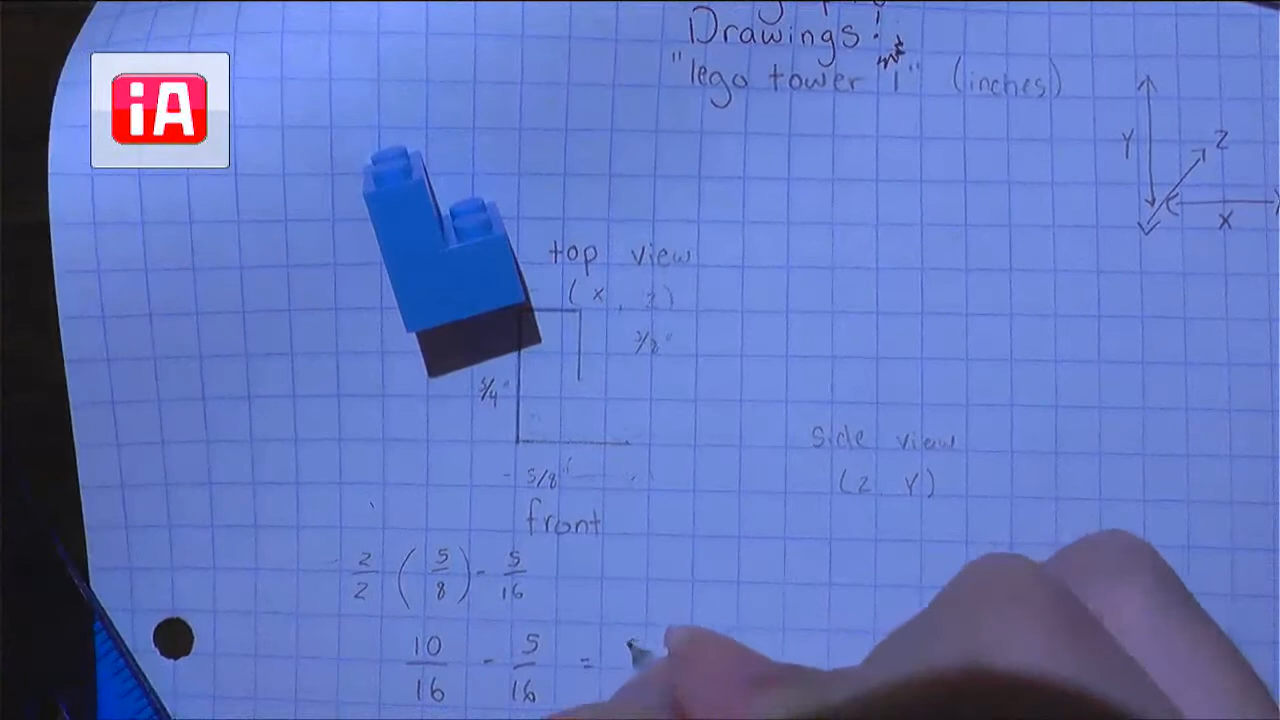 iA
Drawings!
"lego tower 1" (inches)
Y
Z
X
top view
(x, z)
3/8"
3/4"
5/8"
front
side view
(z Y)
2/2 (5/8) - 5/16
10/16 - 5/16 =